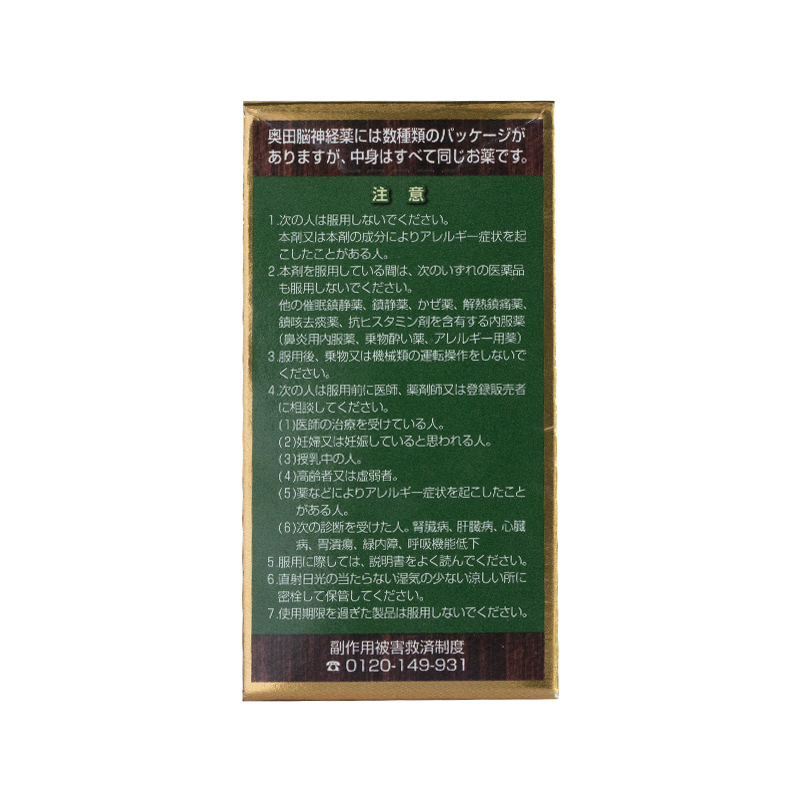 奥田脳神経薬には数種類のパッケージが
ありますが、中身はすべて同じお薬です。
注 意
1.次の人は服用しないでください。
本剤又は本剤の成分によりアレルギー症状を起
こしたことがある人。
2.本剤を服用している間は、次のいずれの医薬品
も服用しないでください。
他の催眠鎮静薬、鎮静薬、かぜ薬、解熱鎮痛薬、
鎮咳去痰薬、抗ヒスタミン剤を含有する内服薬
(鼻炎用内服薬、乗物酔い薬、アレルギー用薬)
3.服用後、乗物又は機械類の運転操作をしないで
ください。
4.次の人は服用前に医師、薬剤師又は登録販売者
に相談してください。
(1)医師の治療を受けている人。
(2)妊婦又は妊娠していると思われる人。
(3)授乳中の人。
(4)高齢者又は虚弱者。
(5)薬などによりアレルギー症状を起こしたこと
がある人。
(6)次の診断を受けた人。腎臓病、肝臓病、心臓
病、胃潰瘍、緑内障、呼吸機能低下
5.服用に際しては、説明書をよく読んでください。
6.直射日光の当たらない湿気の少ない涼しい所に
密栓して保管してください。
7.使用期限を過ぎた製品は服用しないでください。
副作用被害救済制度
☎ 0120-149-931